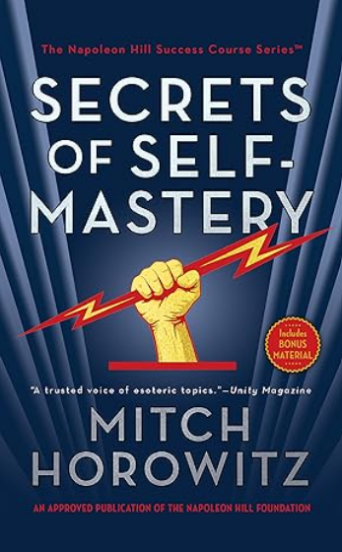 The Napoleon Hill Success Course Series™
SECRETS
OF SELF-
MASTERY
Includes
BONUS
MATERIAL
"A trusted voice of esoteric topics."—Unity Magazine
MITCH
HOROWITZ
AN APPROVED PUBLICATION OF THE NAPOLEON HILL FOUNDATION